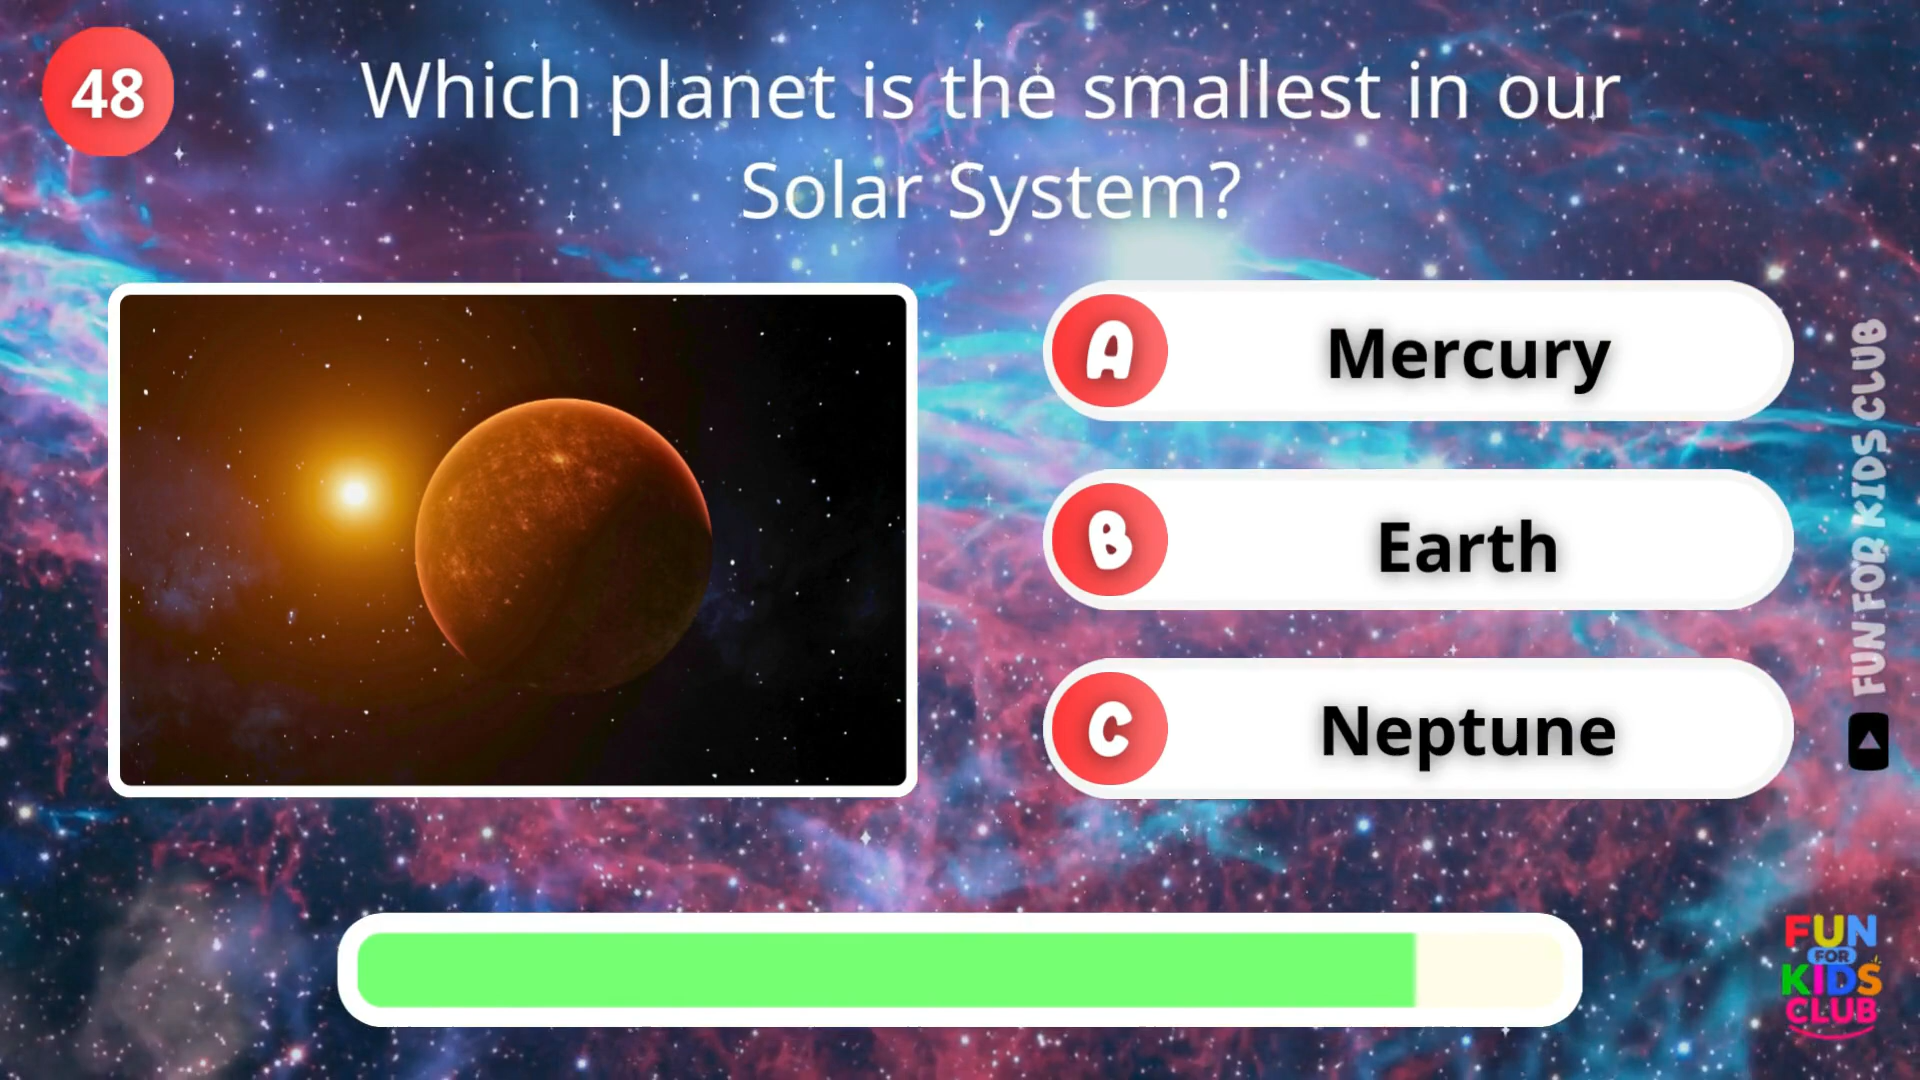 48
Which planet is the smallest in our
Solar System?
A Mercury
B Earth
C Neptune
FUN FOR KIDS CLUB
FUN
FOR
KIDS
CLUB